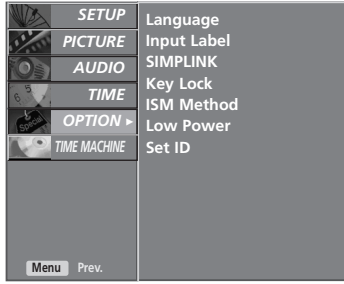 SETUP
PICTURE
AUDIO
TIME
OPTION ►
TIME MACHINE
Language
Input Label
SIMPLINK
Key Lock
ISM Method
Low Power
Set ID
Menu Prev.